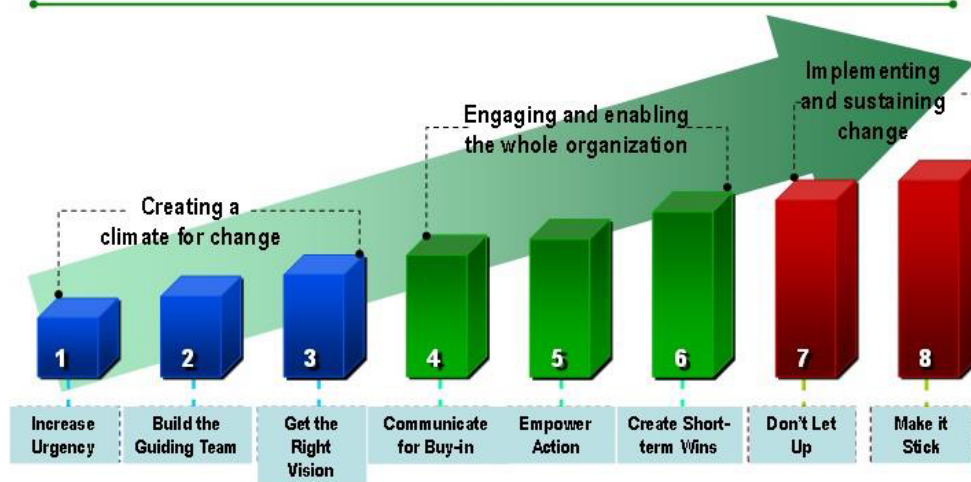 Implementing
and sustaining
change
Engaging and enabling
the whole organization
Creating a
climate for change
1
2
3
4
5
6
7
8
Increase
Urgency
Build the
Guiding Team
Get the
Right
Vision
Communicate
for Buy-in
Empower
Action
Create Short-
term Wins
Don't Let
Up
Make it
Stick